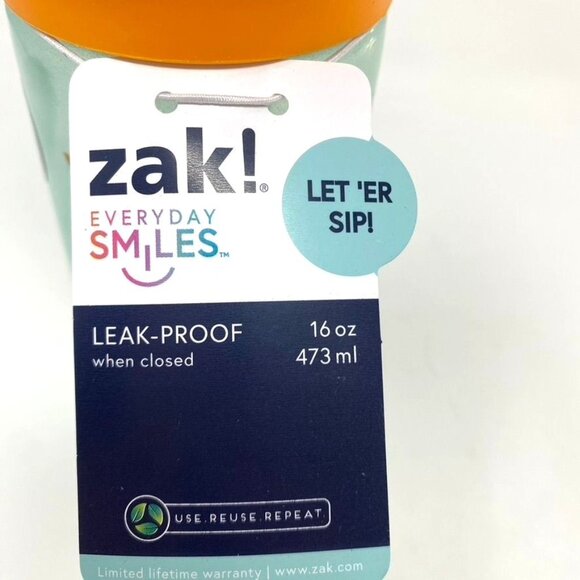 zak!®
EVERYDAY
SMILES™
LET 'ER
SIP!
LEAK-PROOF
when closed
16 oz
473 ml
USE.REUSE.REPEAT.
Limited lifetime warranty | www.zak.com